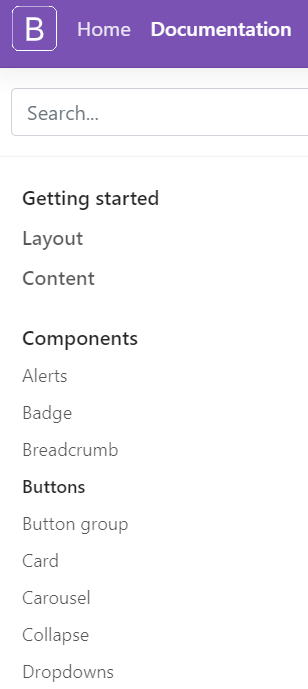 B Home Documentation
Search...
Getting started
Layout
Content
Components
Alerts
Badge
Breadcrumb
Buttons
Button group
Card
Carousel
Collapse
Dropdowns